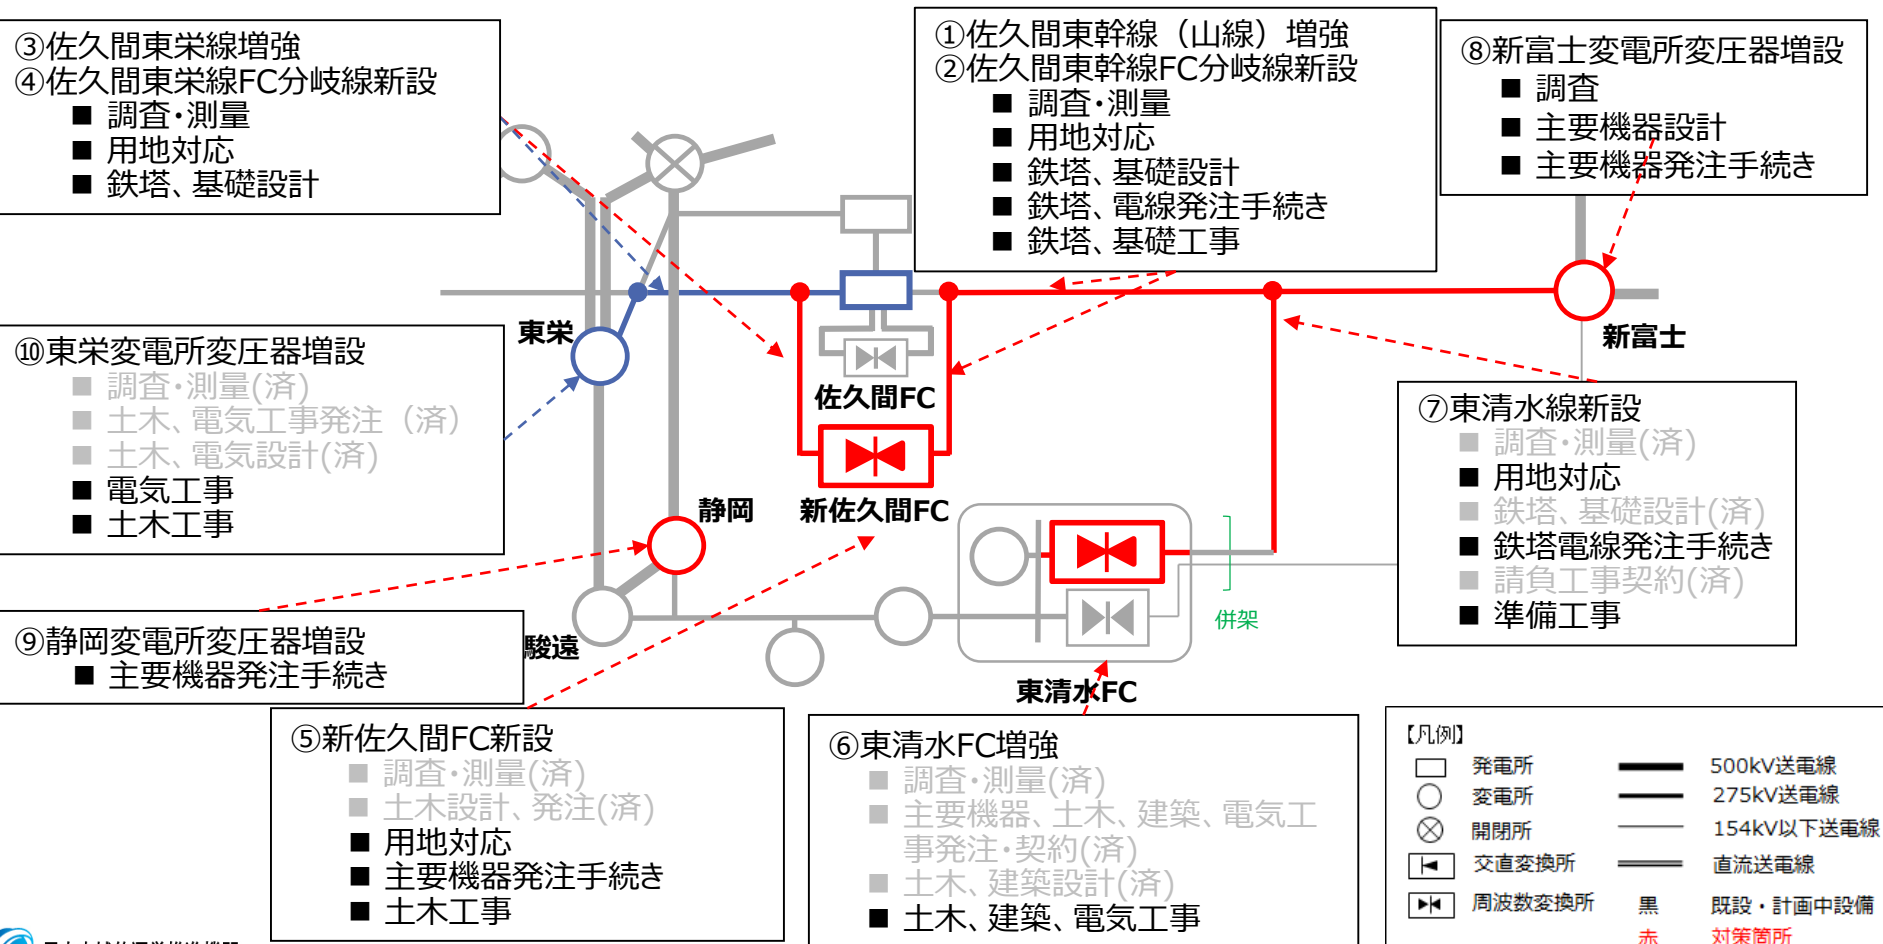 ③佐久間東栄線増強
④佐久間東栄線FC分岐線新設
■ 調査・測量
■ 用地対応
■ 鉄塔、基礎設計
①佐久間東幹線（山線）増強
②佐久間東幹線FC分岐線新設
■ 調査・測量
■ 用地対応
■ 鉄塔、基礎設計
■ 鉄塔、電線発注手続き
■ 鉄塔、基礎工事
⑧新富士変電所変圧器増設
■ 調査
■ 主要機器設計
■ 主要機器発注手続き
東栄
新富士
佐久間FC
新佐久間FC
静岡
駿遠
東清水FC
併架
⑩東栄変電所変圧器増設
■ 調査・測量(済)
■ 土木、電気工事発注（済）
■ 土木、電気設計(済)
■ 電気工事
■ 土木工事
⑦東清水線新設
■ 調査・測量(済)
■ 用地対応
■ 鉄塔、基礎設計(済)
■ 鉄塔電線発注手続き
■ 請負工事契約(済)
■ 準備工事
⑨静岡変電所変圧器増設
■ 主要機器発注手続き
⑤新佐久間FC新設
■ 調査・測量(済)
■ 土木設計、発注(済)
■ 用地対応
■ 主要機器発注手続き
■ 土木工事
⑥東清水FC増強
■ 調査・測量(済)
■ 主要機器、土木、建築、電気工
事発注・契約(済)
■ 土木、建築設計(済)
■ 土木、建築、電気工事
【凡例】
発電所 500kV送電線
変電所 275kV送電線
開閉所 154kV以下送電線
交直変換所 直流送電線
周波数変換所 黒 既設・計画中設備
赤 対策箇所